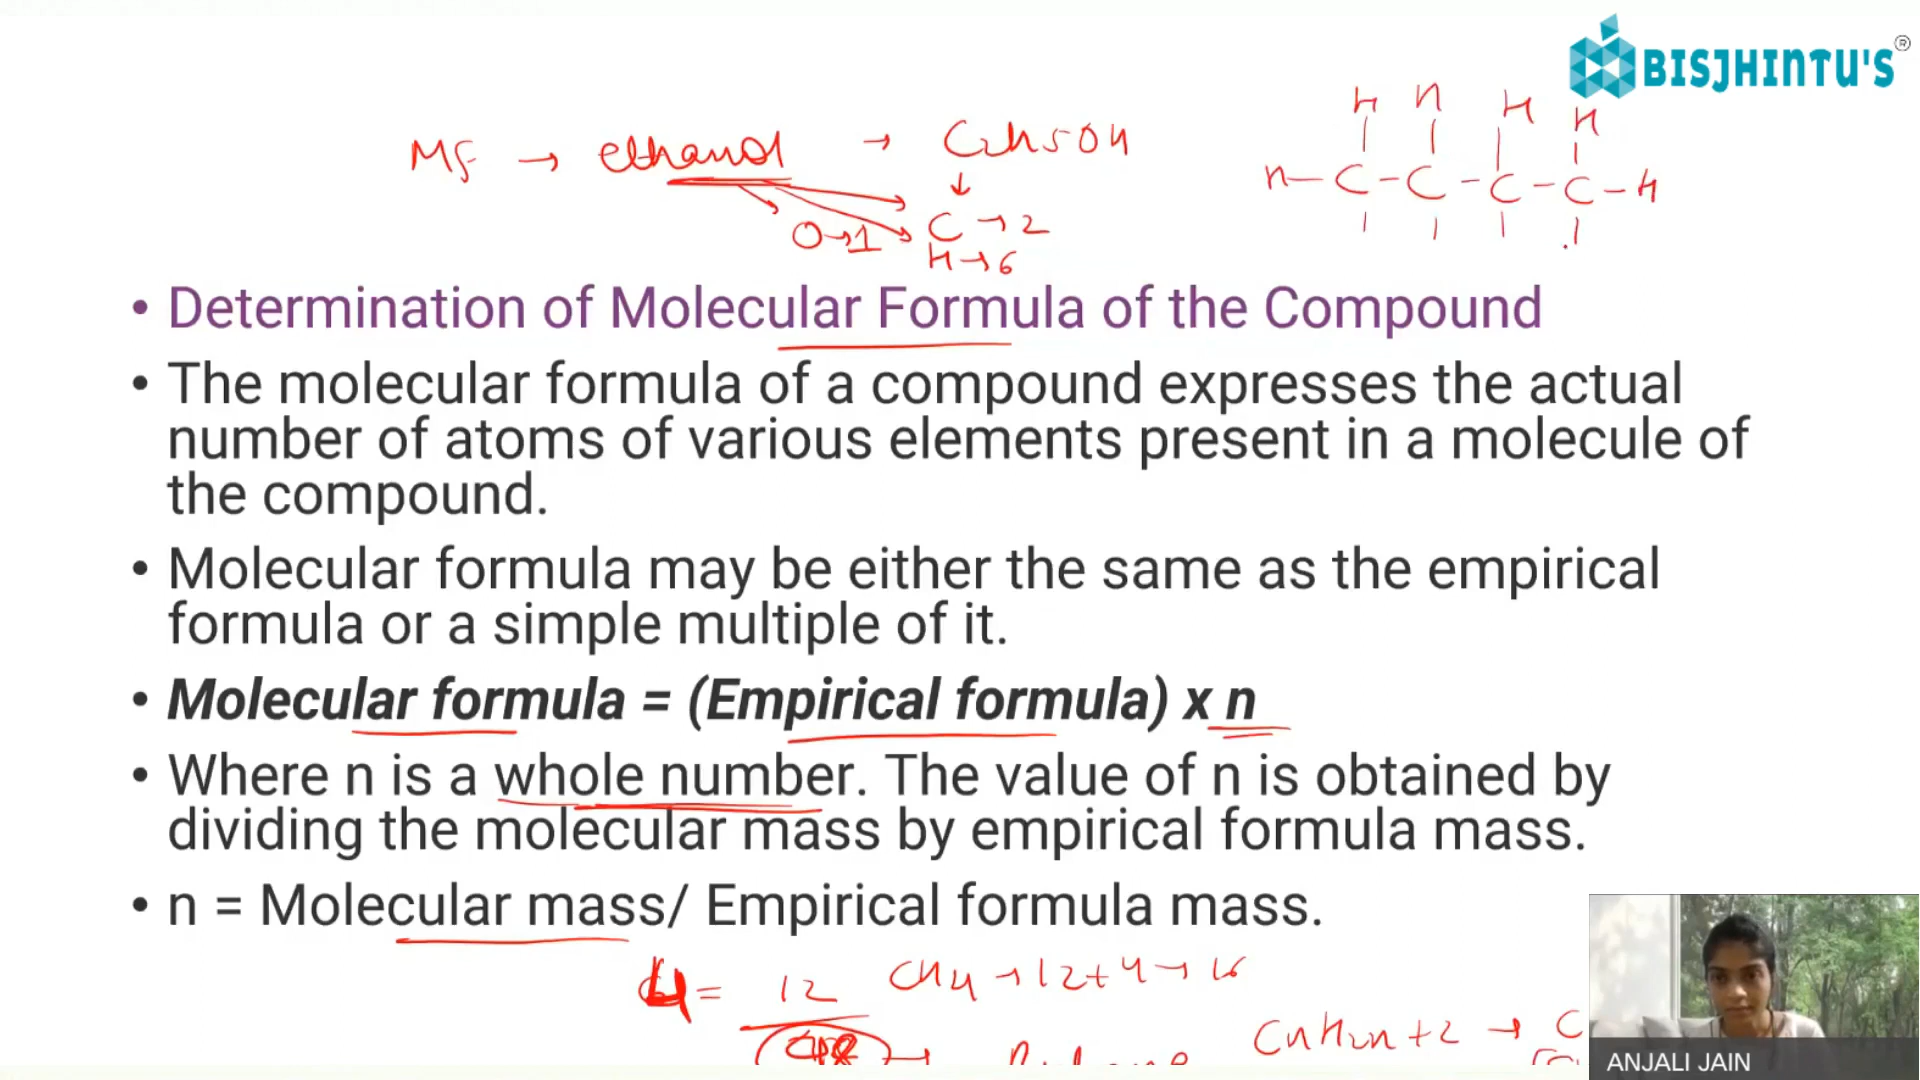 BISJHINTU'S®
H H H H
MF → ethanol → C2H5OH
H-C-C-C-C-H
O→1 C→2
H→6
• Determination of Molecular Formula of the Compound
• The molecular formula of a compound expresses the actual
number of atoms of various elements present in a molecule of
the compound.
• Molecular formula may be either the same as the empirical
formula or a simple multiple of it.
• Molecular formula = (Empirical formula) x n
• Where n is a whole number. The value of n is obtained by
dividing the molecular mass by empirical formula mass.
• n = Molecular mass/ Empirical formula mass.
= 12 CH4 → 12+4 → 16
CnH2n+2 → C
ANJALI JAIN